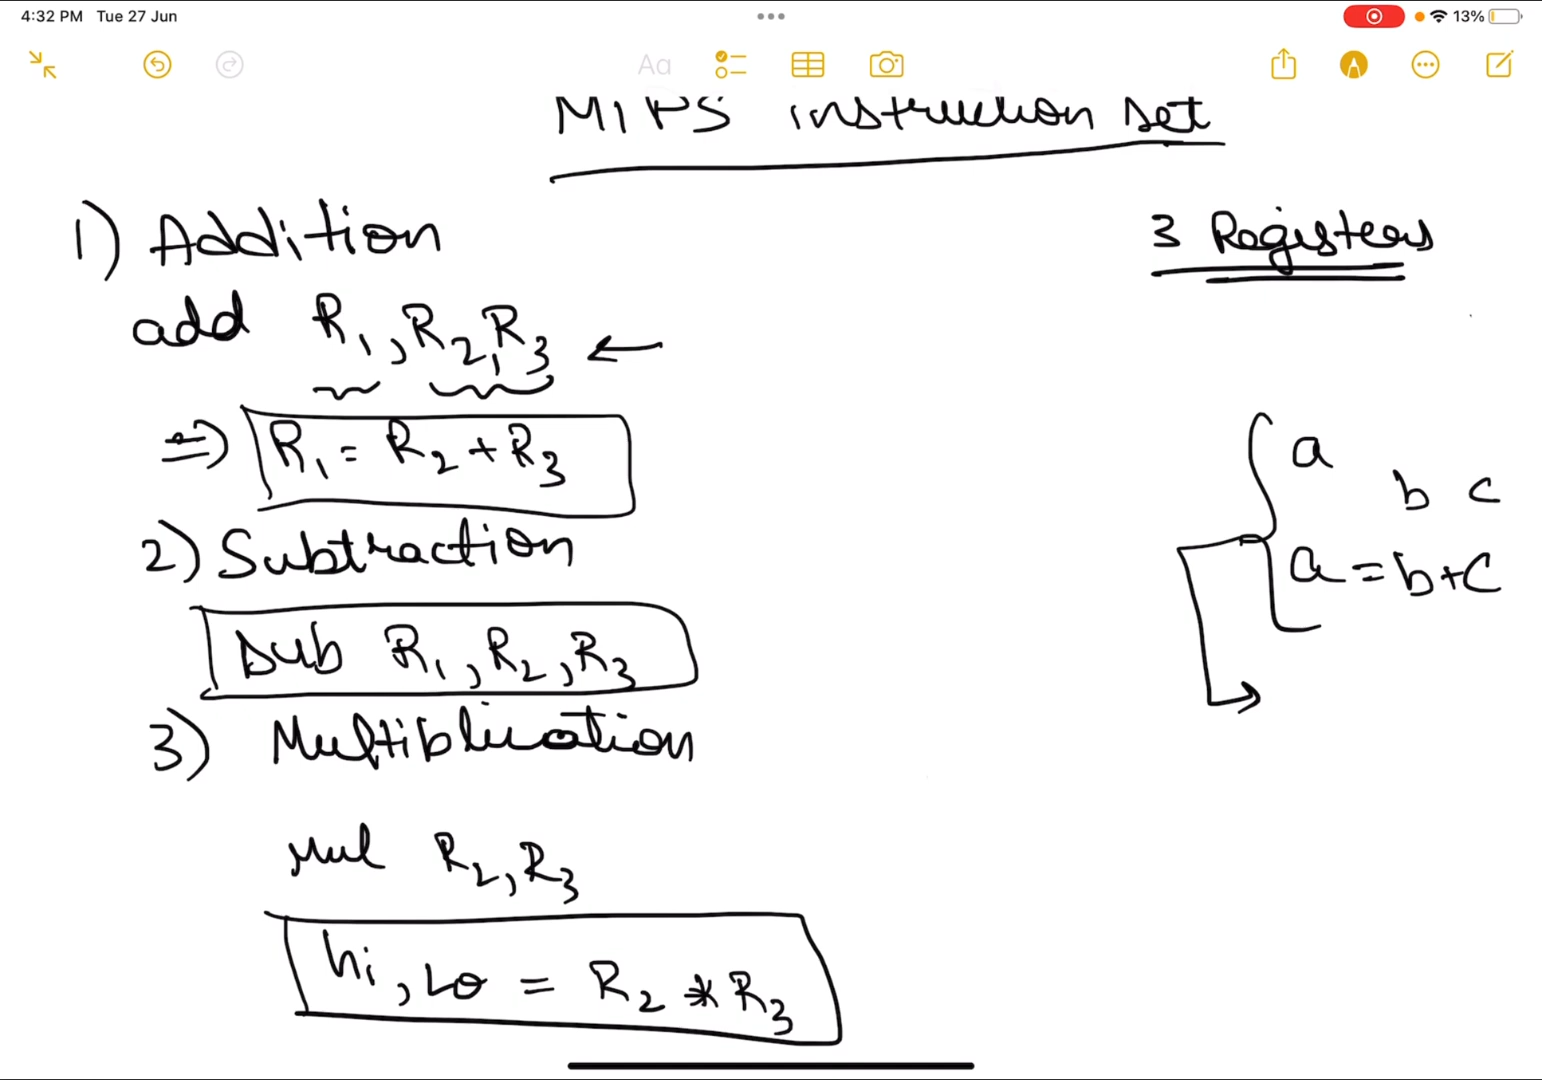 4:32 PM Tue 27 Jun
13%
Aa
MIPS instruction set
3 Registers
1) Addition
add R1, R2, R3 ←
⇒) R1 = R2 + R3
a
b c
a = b+c
2) Subtraction
sub R1, R2, R3
3) Multiplication
Mul R2, R3
hi, Lo = R2 * R3